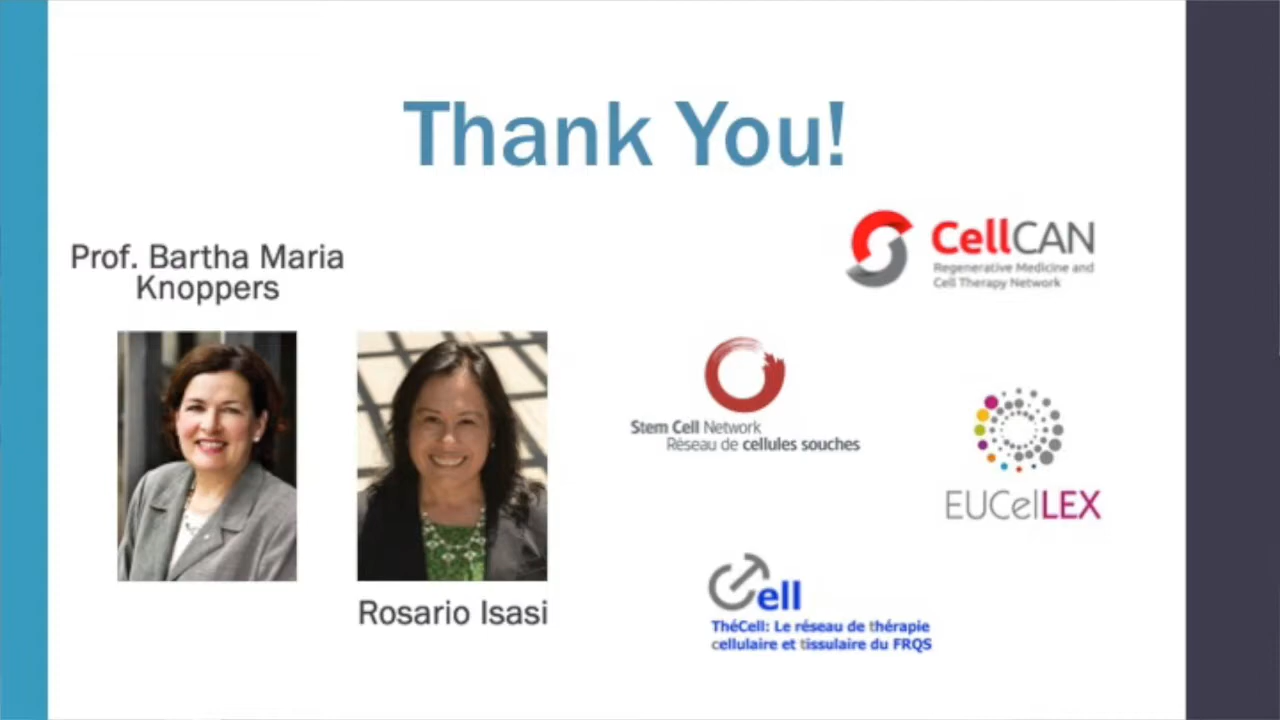 Thank You!
Prof. Bartha Maria
Knoppers
Rosario Isasi
CellCAN
Regenerative Medicine and
Cell Therapy Network
Stem Cell Network
Réseau de cellules souches
EUCelLEX
Cell
ThéCell: Le réseau de thérapie
cellulaire et tissulaire du FRQS